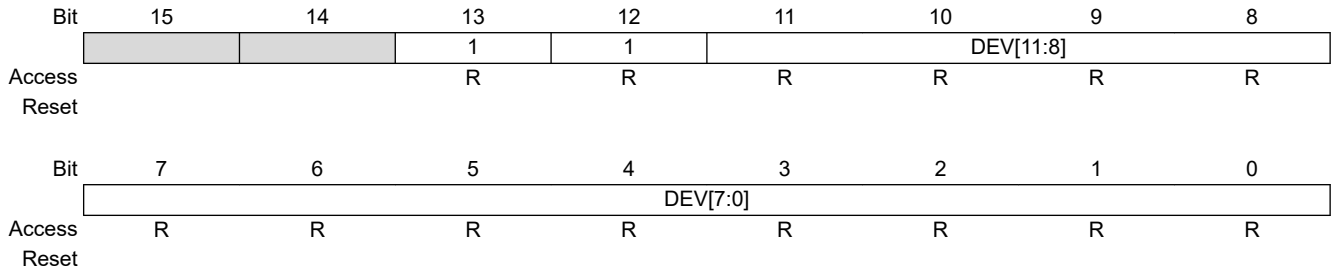 Bit 15 14 13 12 11 10 9 8
1 1 DEV[11:8]
Access R R R R R R
Reset
Bit 7 6 5 4 3 2 1 0
DEV[7:0]
Access R R R R R R R R
Reset